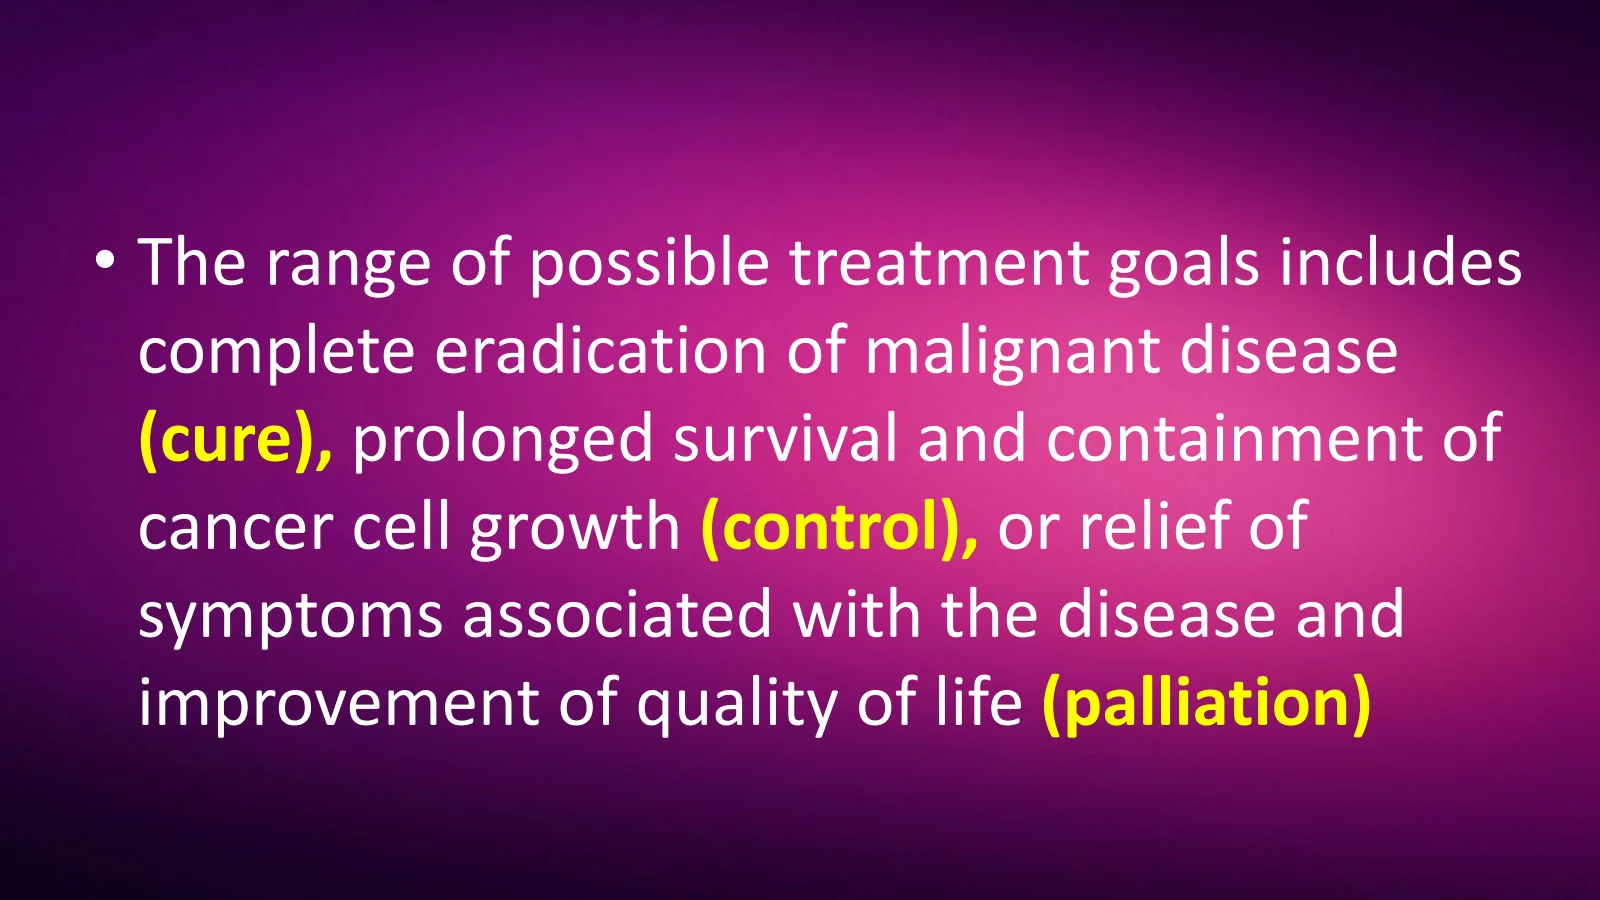 • The range of possible treatment goals includes
complete eradication of malignant disease
(cure), prolonged survival and containment of
cancer cell growth (control), or relief of
symptoms associated with the disease and
improvement of quality of life (palliation)